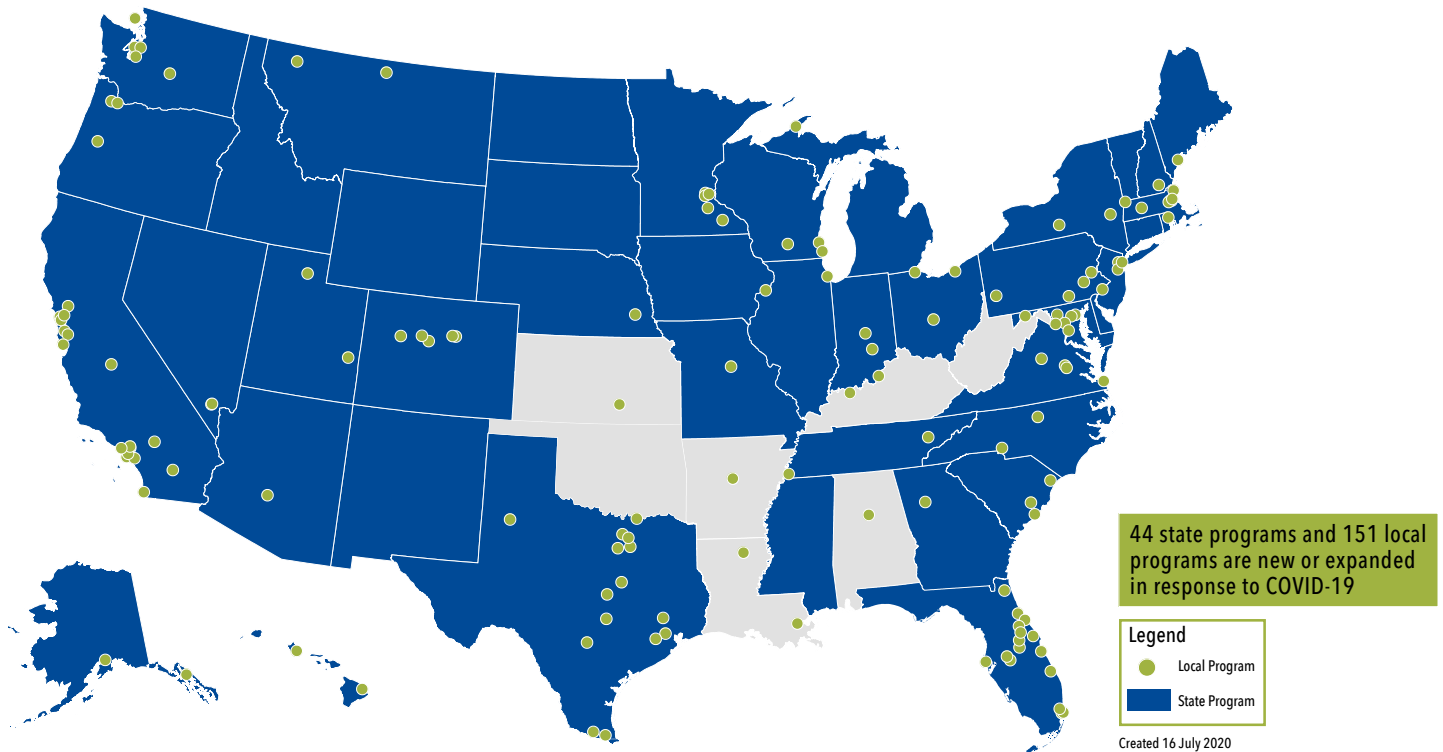 44 state programs and 151 local
programs are new or expanded
in response to COVID-19
Legend
Local Program
State Program
Created 16 July 2020